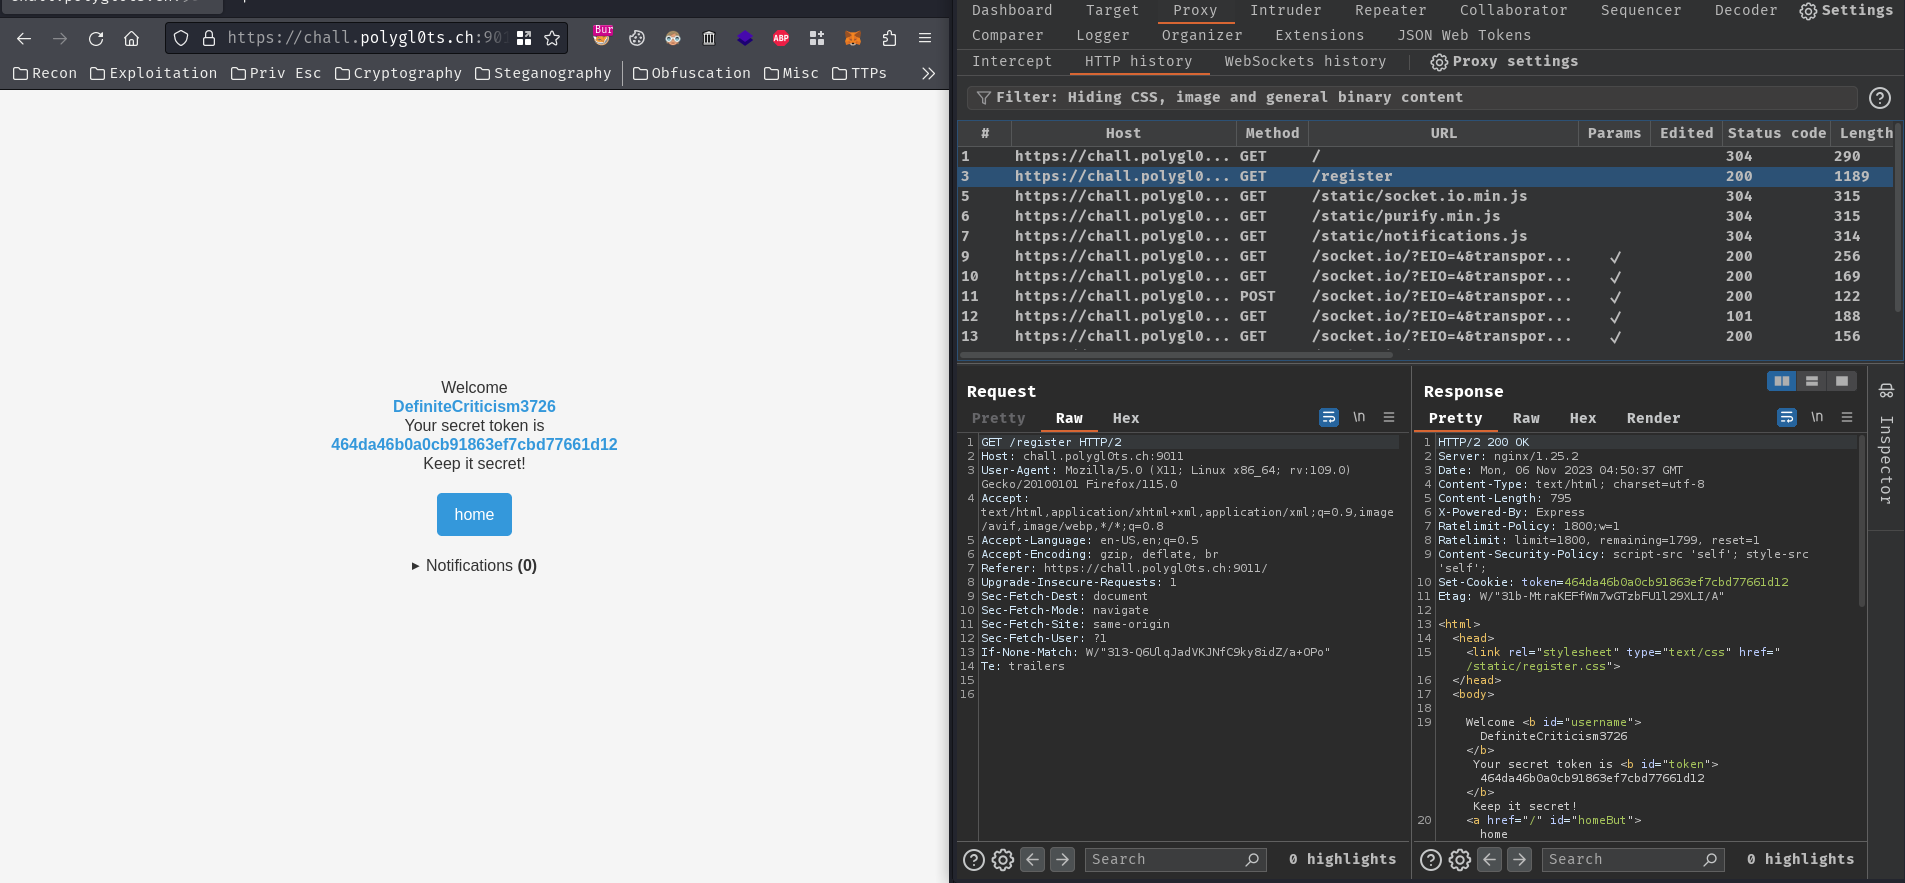 https://chall.polygl0ts.ch:901
Bur
ABP
Recon Exploitation Priv Esc Cryptography Steganography Obfuscation Misc TTPs
Welcome
DefiniteCriticism3726
Your secret token is
464da46b0a0cb91863ef7cbd77661d12
Keep it secret!
home
Notifications (0)
Dashboard Target Proxy Intruder Repeater Collaborator Sequencer Decoder Settings
Comparer Logger Organizer Extensions JSON Web Tokens
Intercept HTTP history WebSockets history Proxy settings
Filter: Hiding CSS, image and general binary content
# Host Method URL Params Edited Status code Length
1 https://chall.polygl0... GET / 304 290
3 https://chall.polygl0... GET /register 200 1189
5 https://chall.polygl0... GET /static/socket.io.min.js 304 315
6 https://chall.polygl0... GET /static/purify.min.js 304 315
7 https://chall.polygl0... GET /static/notifications.js 304 314
9 https://chall.polygl0... GET /socket.io/?EIO=4&transpor... ✓ 200 256
10 https://chall.polygl0... GET /socket.io/?EIO=4&transpor... ✓ 200 169
11 https://chall.polygl0... POST /socket.io/?EIO=4&transpor... ✓ 200 122
12 https://chall.polygl0... GET /socket.io/?EIO=4&transpor... ✓ 101 188
13 https://chall.polygl0... GET /socket.io/?EIO=4&transpor... ✓ 200 156
Request
Pretty Raw Hex \n
1 GET /register HTTP/2
2 Host: chall.polygl0ts.ch:9011
3 User-Agent: Mozilla/5.0 (X11; Linux x86_64; rv:109.0)
Gecko/20100101 Firefox/115.0
4 Accept:
text/html,application/xhtml+xml,application/xml;q=0.9,image
/avif,image/webp,*/*;q=0.8
5 Accept-Language: en-US,en;q=0.5
6 Accept-Encoding: gzip, deflate, br
7 Referer: https://chall.polygl0ts.ch:9011/
8 Upgrade-Insecure-Requests: 1
9 Sec-Fetch-Dest: document
10 Sec-Fetch-Mode: navigate
11 Sec-Fetch-Site: same-origin
12 Sec-Fetch-User: ?1
13 If-None-Match: W/"313-Q6UlqJadVKJNfC9ky8idZ/a+OPo"
14 Te: trailers
15
16
Search 0 highlights
Response
Pretty Raw Hex Render \n
1 HTTP/2 200 OK
2 Server: nginx/1.25.2
3 Date: Mon, 06 Nov 2023 04:50:37 GMT
4 Content-Type: text/html; charset=utf-8
5 Content-Length: 795
6 X-Powered-By: Express
7 Ratelimit-Policy: 1800;w=1
8 Ratelimit: limit=1800, remaining=1799, reset=1
9 Content-Security-Policy: script-src 'self'; style-src
'self';
10 Set-Cookie: token=464da46b0a0cb91863ef7cbd77661d12
11 Etag: W/"31b-MtraKEFfWm7wGTzbFU1l29XLI/A"
12
13 <html>
14 <head>
15 <link rel="stylesheet" type="text/css" href="
/static/register.css">
16 </head>
17 <body>
18
19 Welcome <b id="username">
DefiniteCriticism3726
</b>
Your secret token is <b id="token">
464da46b0a0cb91863ef7cbd77661d12
</b>
Keep it secret!
20 <a href="/" id="homeBut">
home
Search 0 highlights
Inspector